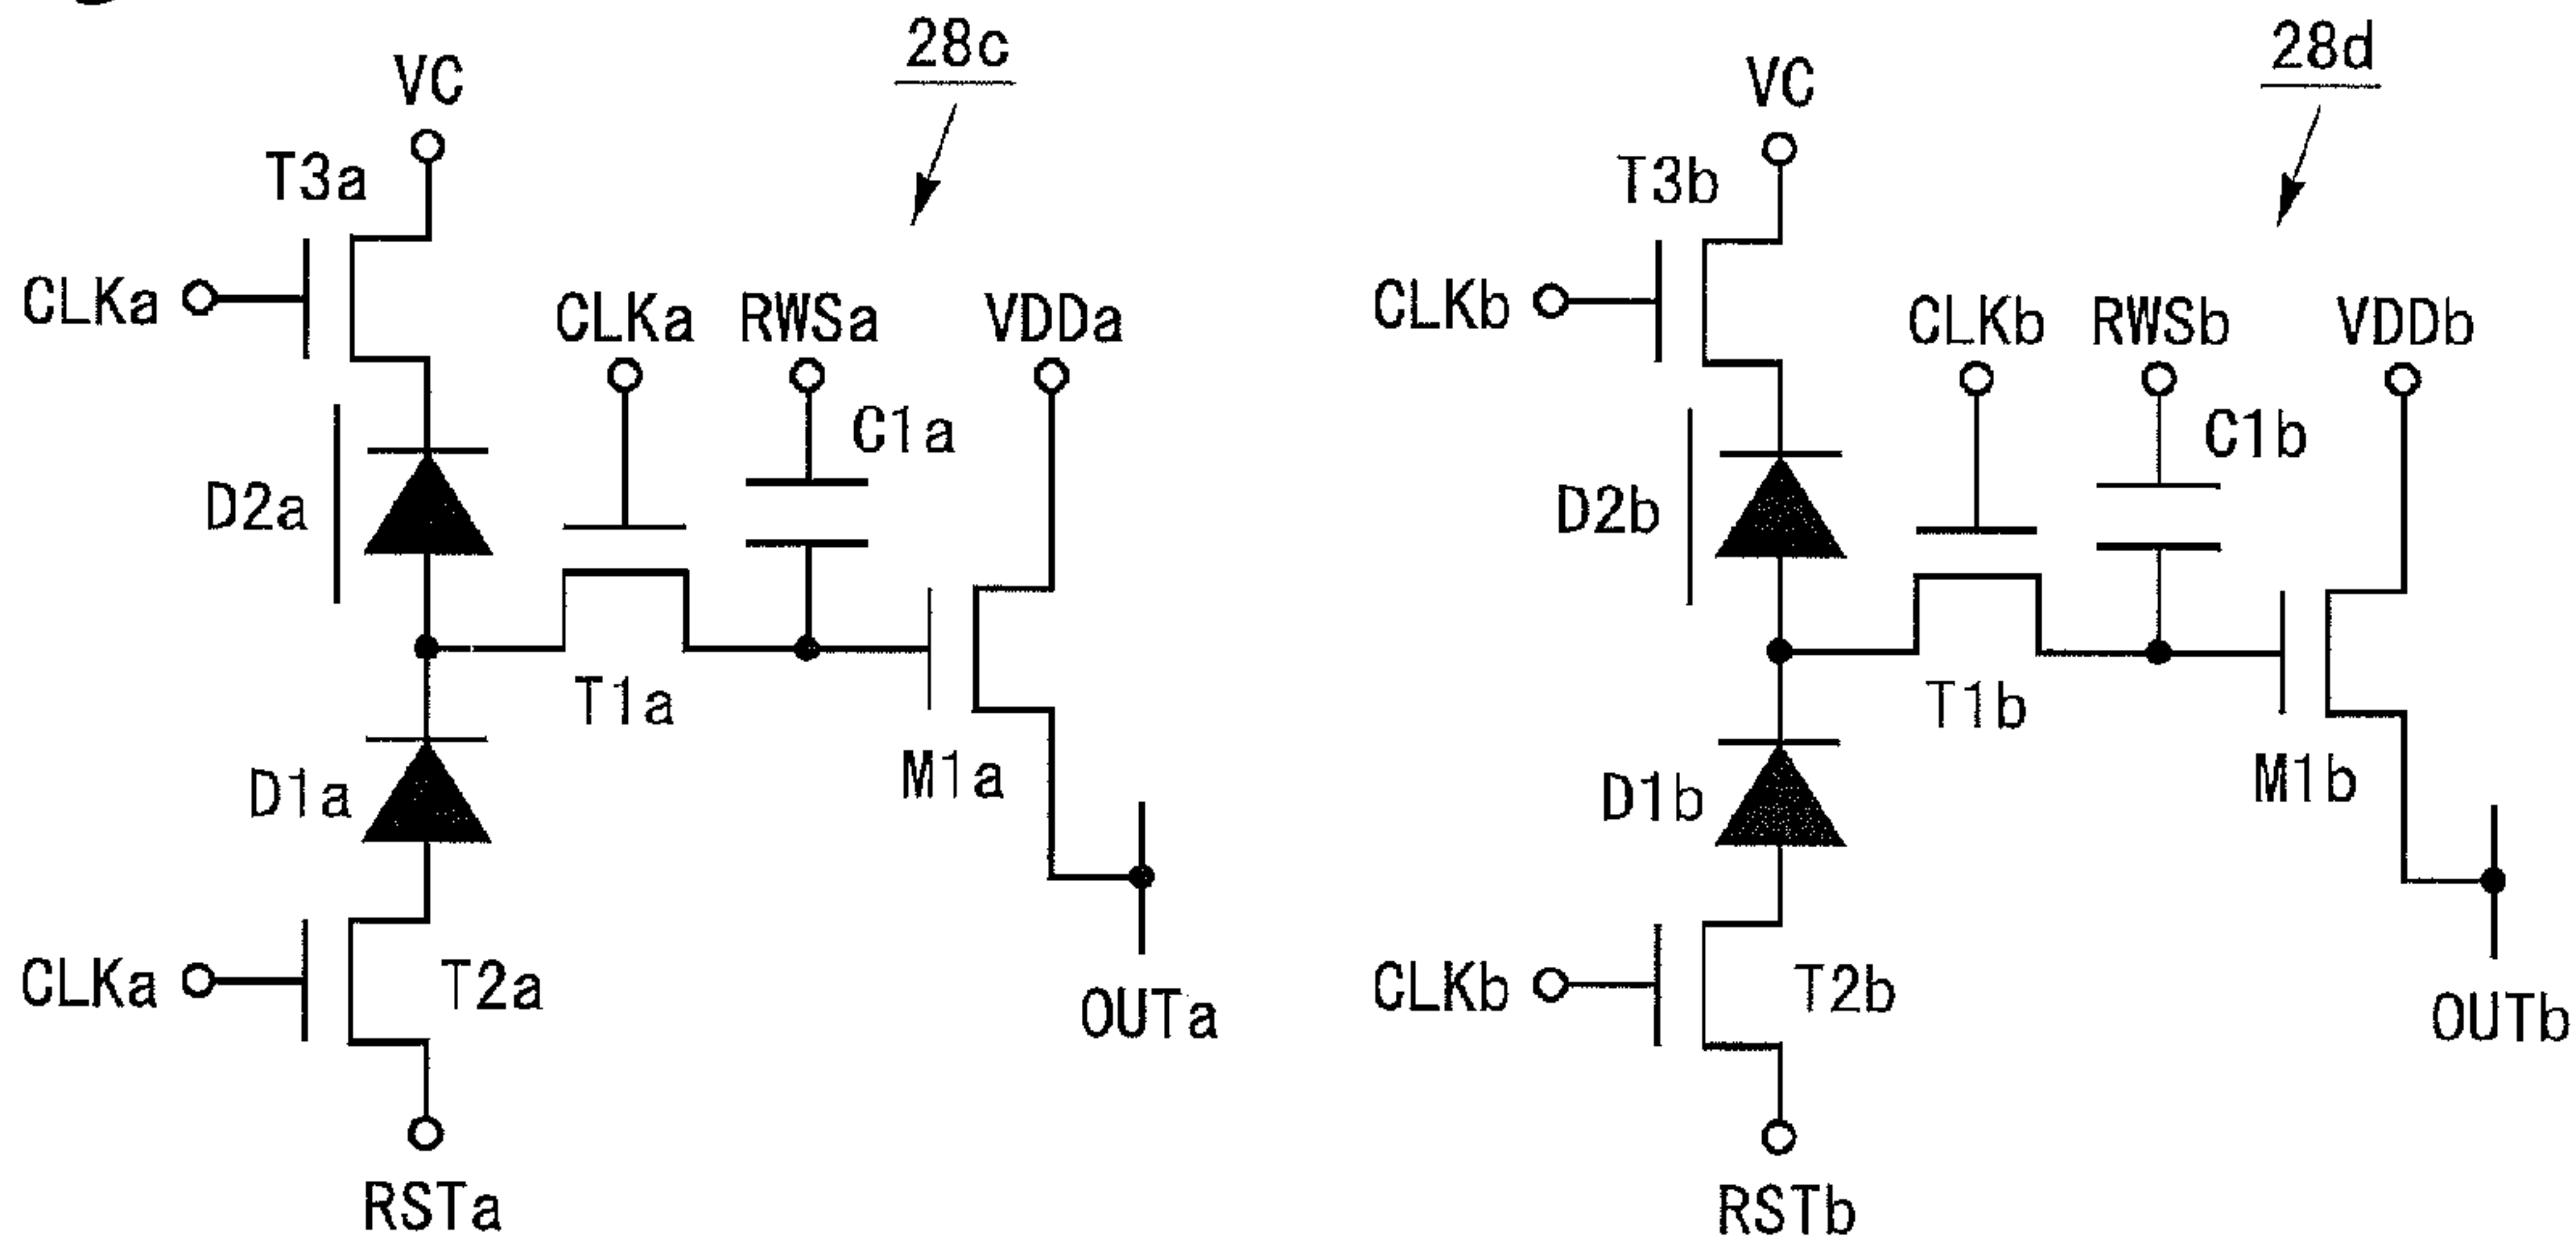 28c
VC
T3a
CLKa
CLKa
RWSa
VDDa
C1a
D2a
T1a
D1a
M1a
CLKa
T2a
OUTa
RSTa
28d
VC
T3b
CLKb
CLKb
RWSb
VDDb
C1b
D2b
T1b
D1b
M1b
CLKb
T2b
OUTb
RSTb